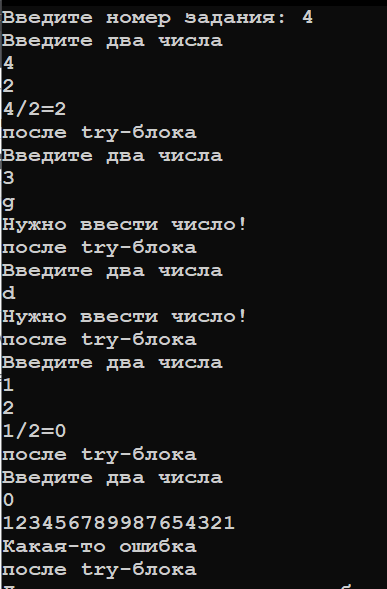 Введите номер задания: 4
Введите два числа
4
2
4/2=2
после try-блока
Введите два числа
3
g
Нужно ввести число!
после try-блока
Введите два числа
d
Нужно ввести число!
после try-блока
Введите два числа
1
2
1/2=0
после try-блока
Введите два числа
0
123456789987654321
Какая-то ошибка
после try-блока